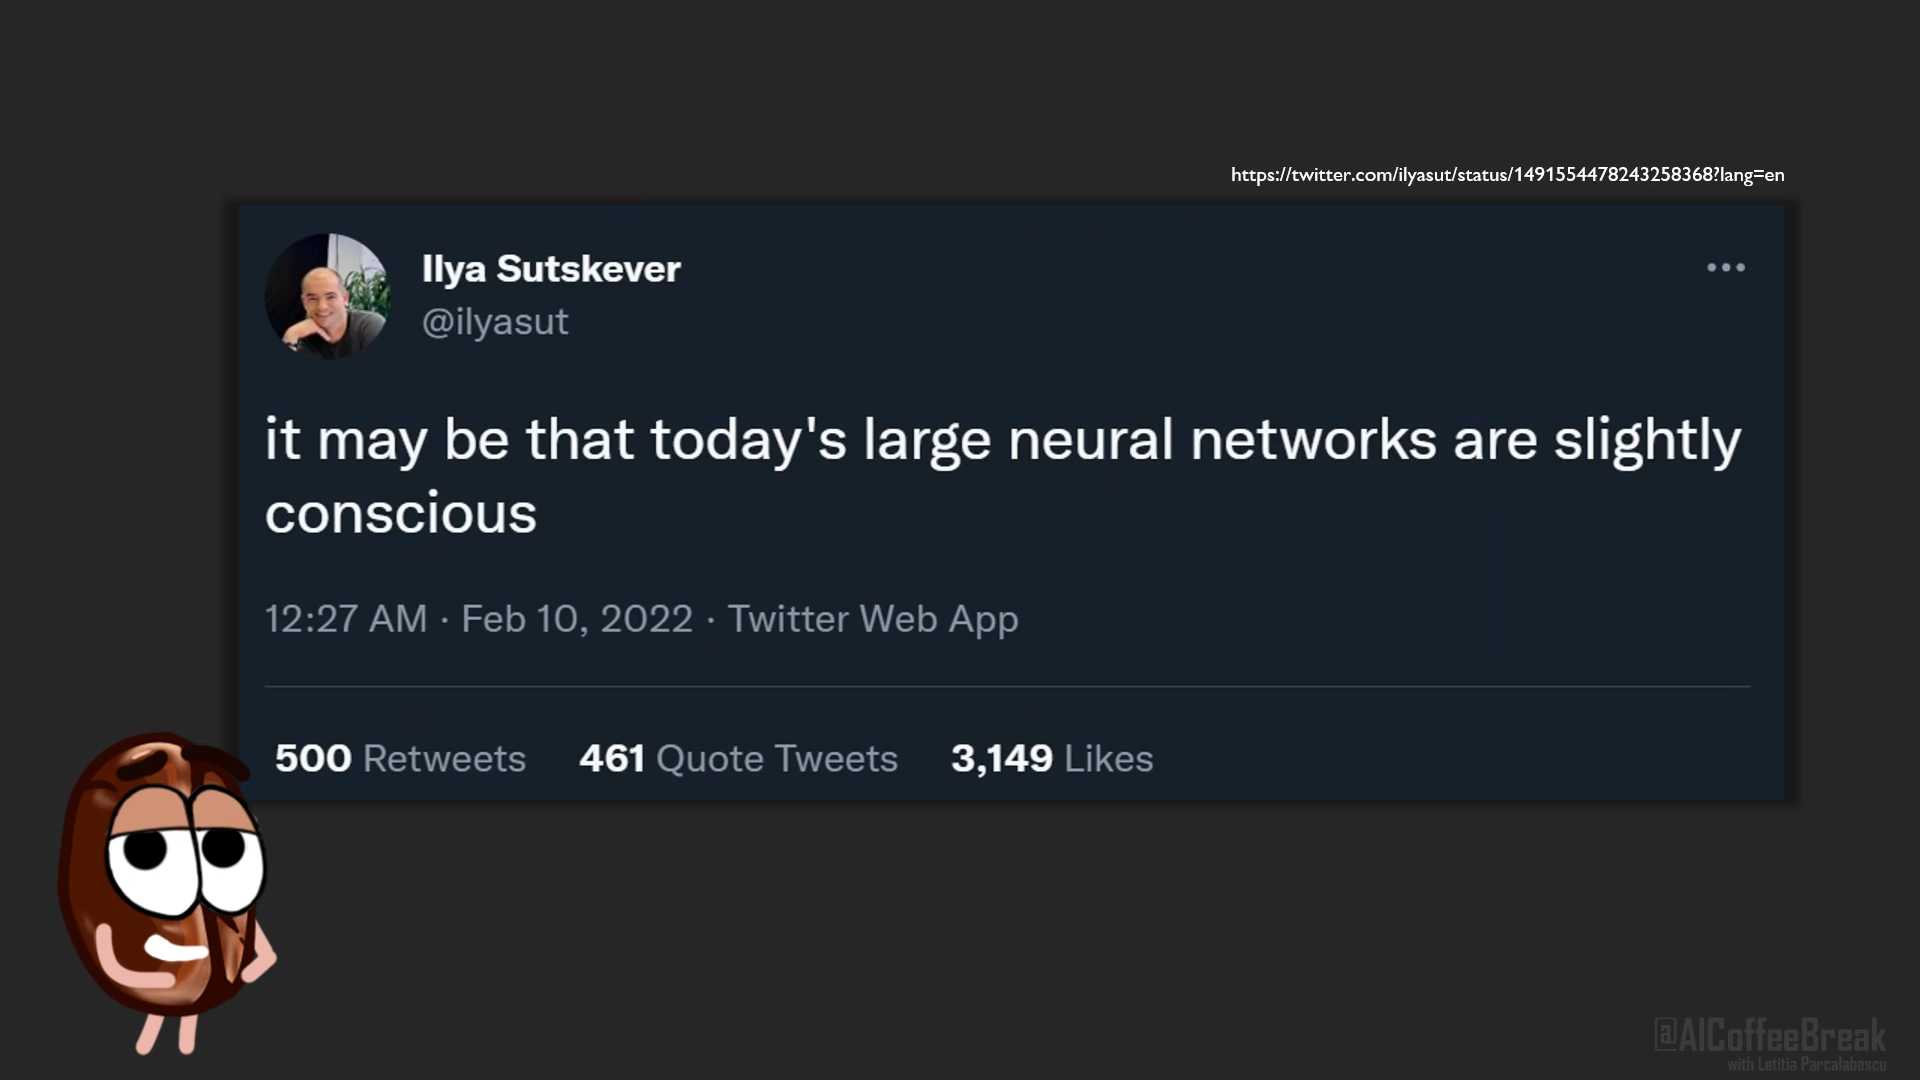 https://twitter.com/ilyasut/status/1491554478243258368?lang=en
Ilya Sutskever
@ilyasut
it may be that today's large neural networks are slightly
conscious
12:27 AM · Feb 10, 2022 · Twitter Web App
500 Retweets 461 Quote Tweets 3,149 Likes
@AICoffeeBreak
with Letitia Parcalabescu